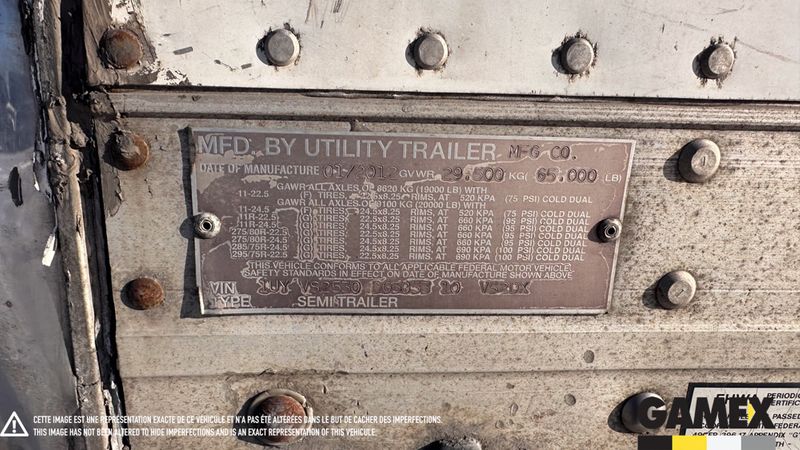 MFD. BY UTILITY TRAILER MFG CO.
DATE OF MANUFACTURE 01/2012 GVWR 29.500 KG( 65.000 LB)
GAWR ALL AXLES OF 8620 KG (19000 LB) WITH
11-22.5 (F) TIRES, 22.5x8.25 RIMS, AT 520 KPA (75 PSI) COLD DUAL
GAWR ALL AXLES OF 9100 KG (20000 LB) WITH
11-24.5 (F) TIRES, 24.5x8.25 RIMS, AT 520 KPA (75 PSI) COLD DUAL
11R-22.5 (G) TIRES, 22.5x8.25 RIMS, AT 660 KPA (95 PSI) COLD DUAL
11R-24.5 (G) TIRES, 24.5x8.25 RIMS, AT 660 KPA (95 PSI) COLD DUAL
275/80R-22.5 (G) TIRES, 22.5x8.25 RIMS, AT 660 KPA (95 PSI) COLD DUAL
275/80R-24.5 (G) TIRES, 24.5x8.25 RIMS, AT 660 KPA (95 PSI) COLD DUAL
285/75R-24.5 (G) TIRES, 24.5x8.25 RIMS, AT 690 KPA (100 PSI) COLD DUAL
295/75R-22.5 (G) TIRES, 22.5x8.25 RIMS, AT 690 KPA (100 PSI) COLD DUAL
THIS VEHICLE CONFORMS TO ALL APPLICABLE FEDERAL MOTOR VEHICLE
SAFETY STANDARDS IN EFFECT ON DATE OF MANUFACTURE SHOWN ABOVE
VIN 1UY VS2530
TYPE SEMITRAILER
PERIODIC
PASSED
GAMEX
CETTE IMAGE EST UNE REPRÉSENTATION EXACTE DE CE VÉHICULE ET N'A PAS ÉTÉ ALTÉRÉE DANS LE BUT DE CACHER DES IMPERFECTIONS.
THIS IMAGE HAS NOT BEEN ALTERED TO HIDE IMPERFECTIONS AND IS AN EXACT REPRESENTATION OF THIS VEHICULE.